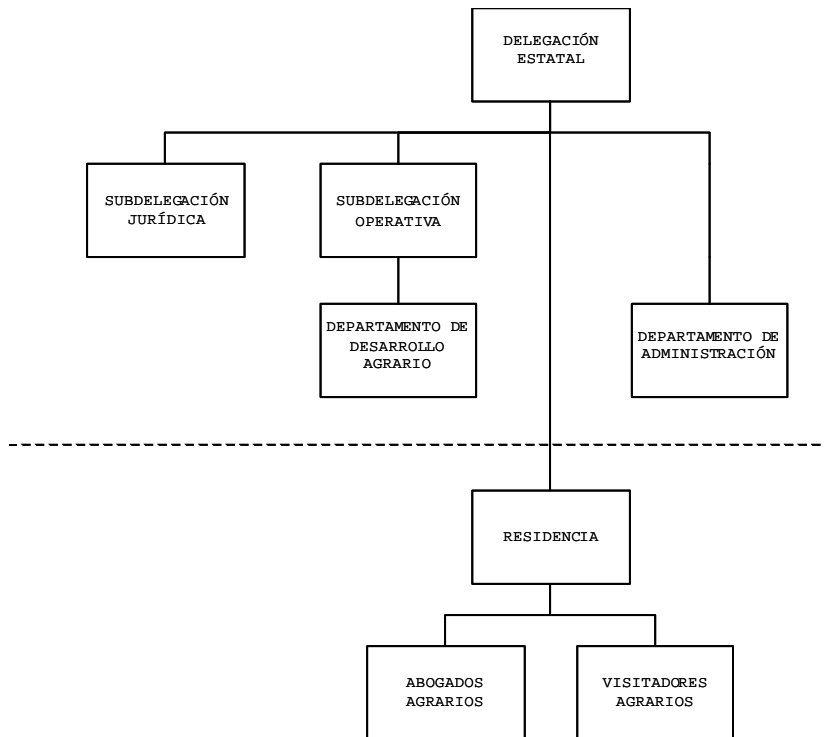 DELEGACIÓN
ESTATAL
SUBDELEGACIÓN
JURÍDICA
SUBDELEGACIÓN
OPERATIVA
DEPARTAMENTO DE
DESARROLLO
AGRARIO
DEPARTAMENTO DE
ADMINISTRACIÓN
RESIDENCIA
ABOGADOS
AGRARIOS
VISITADORES
AGRARIOS